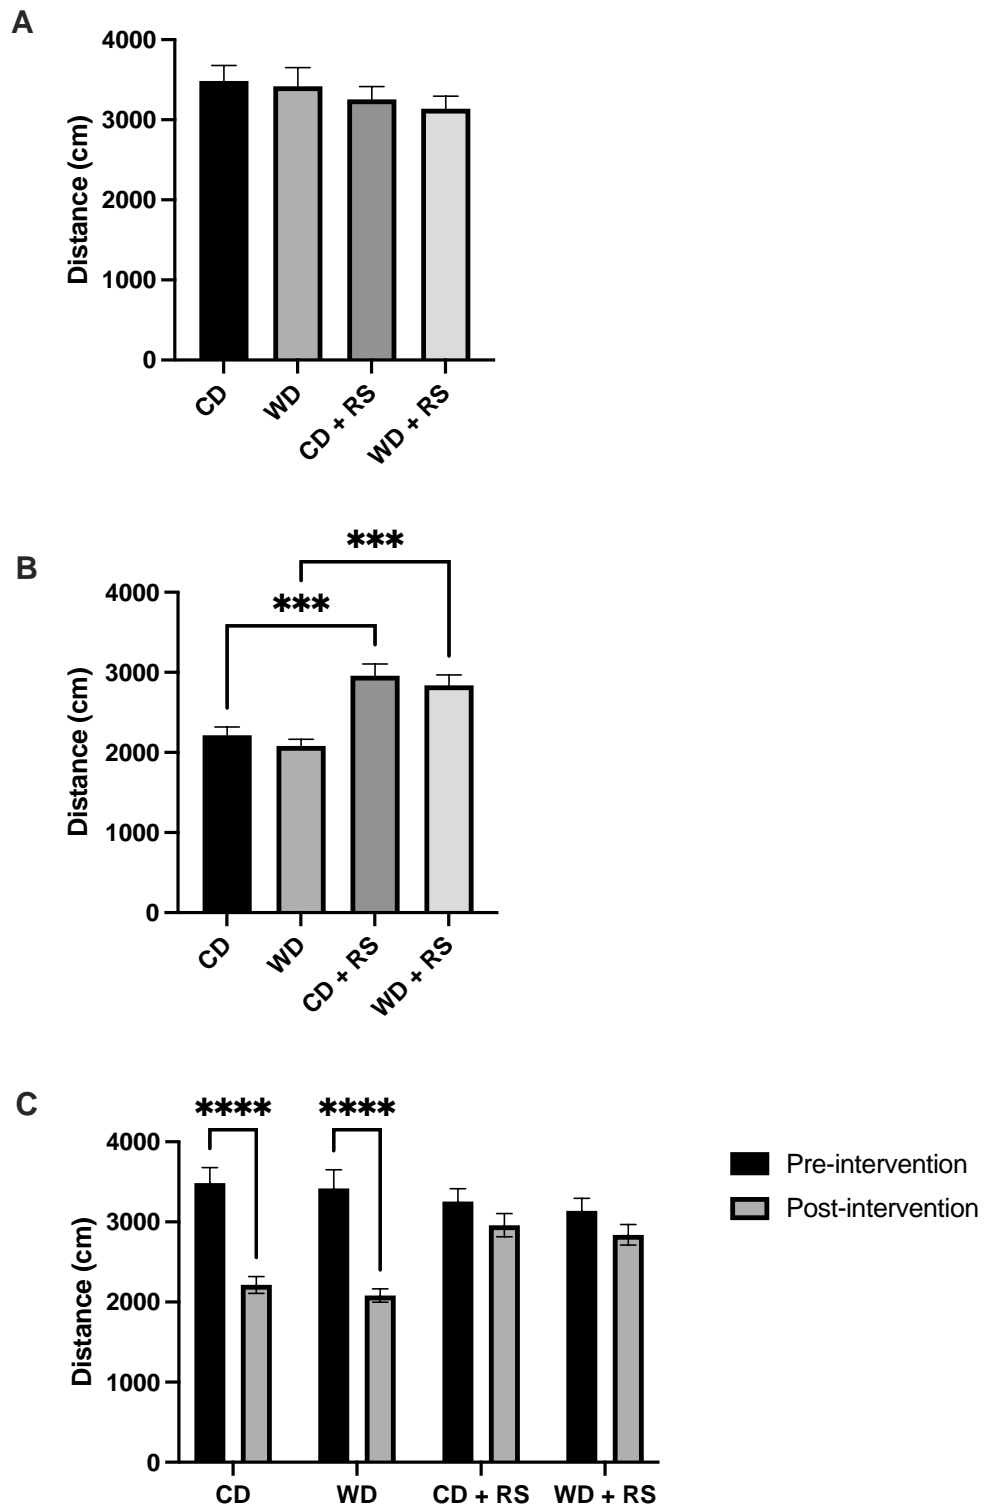 A
4000
3000
2000
1000
0
Distance (cm)
CD
WD
CD + RS
WD + RS
B
***
***
4000
3000
2000
1000
0
Distance (cm)
CD
WD
CD + RS
WD + RS
C
**** ****
4000
3000
2000
1000
0
Distance (cm)
CD WD CD + RS WD + RS
Pre-intervention
Post-intervention